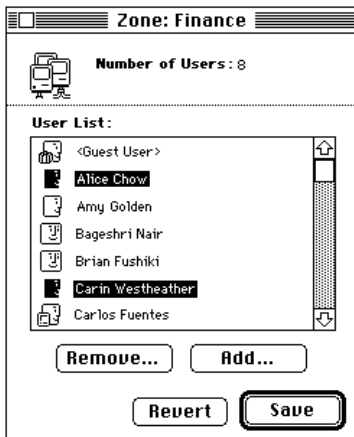 Zone: Finance
Number of Users: 8
User List:
<Guest User>
Alice Chow
Amy Golden
Bageshri Nair
Brian Fushiki
Carin Westheather
Carlos Fuentes
Remove... Add...
Revert Save